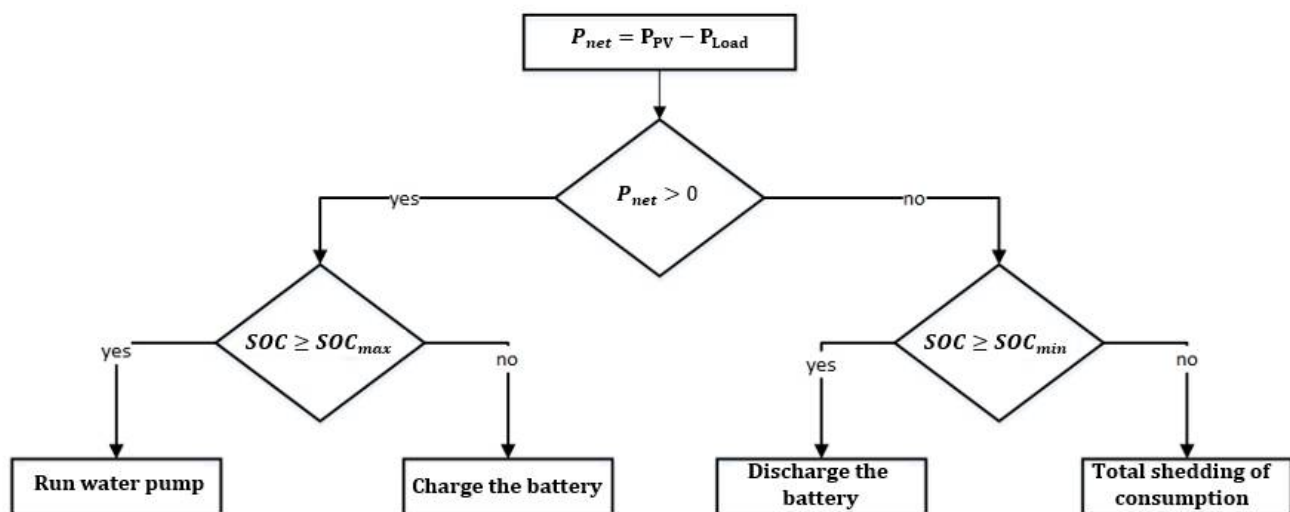 P_net = P_PV − P_Load
P_net > 0
yes
no
SOC ≥ SOC_max
SOC ≥ SOC_min
yes
no
yes
no
Run water pump
Charge the battery
Discharge the
battery
Total shedding of
consumption